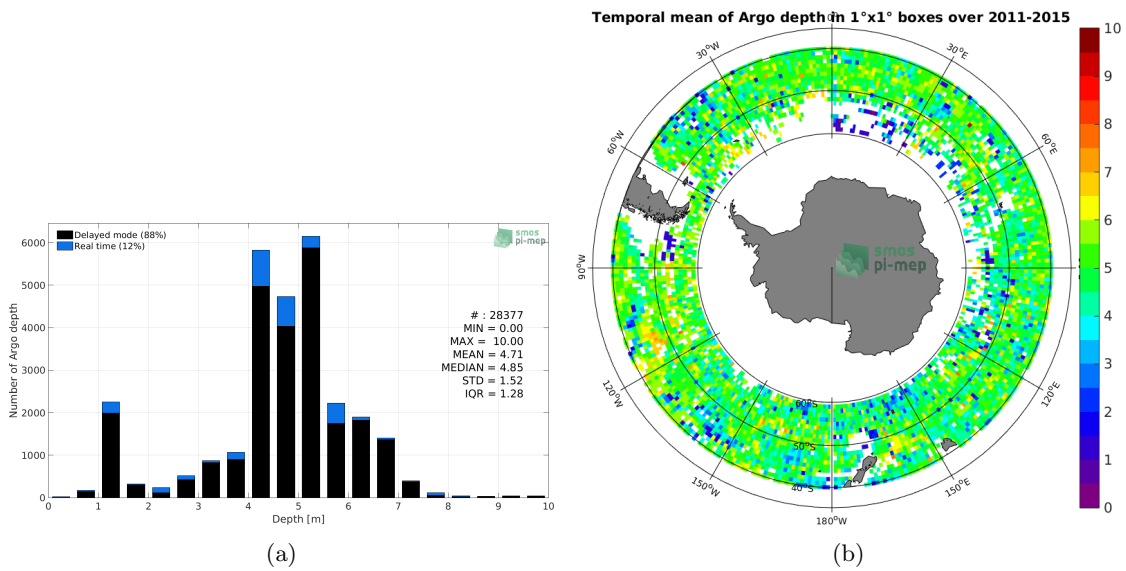 Delayed mode (88%)
Real time (12%)
smos
pi-mep
Number of Argo depth
6000
5000
4000
3000
2000
1000
0
# : 28377
MIN = 0.00
MAX = 10.00
MEAN = 4.71
MEDIAN = 4.85
STD = 1.52
IQR = 1.28
0 1 2 3 4 5 6 7 8 9 10
Depth [m]
(a)
Temporal mean of Argo depth in 1°x1° boxes over 2011-2015
30°W
30°E
60°W
60°E
90°W
120°W
120°E
150°W
150°E
180°W
60°S
50°S
40°S
smos
pi-mep
10
9
8
7
6
5
4
3
2
1
0
(b)